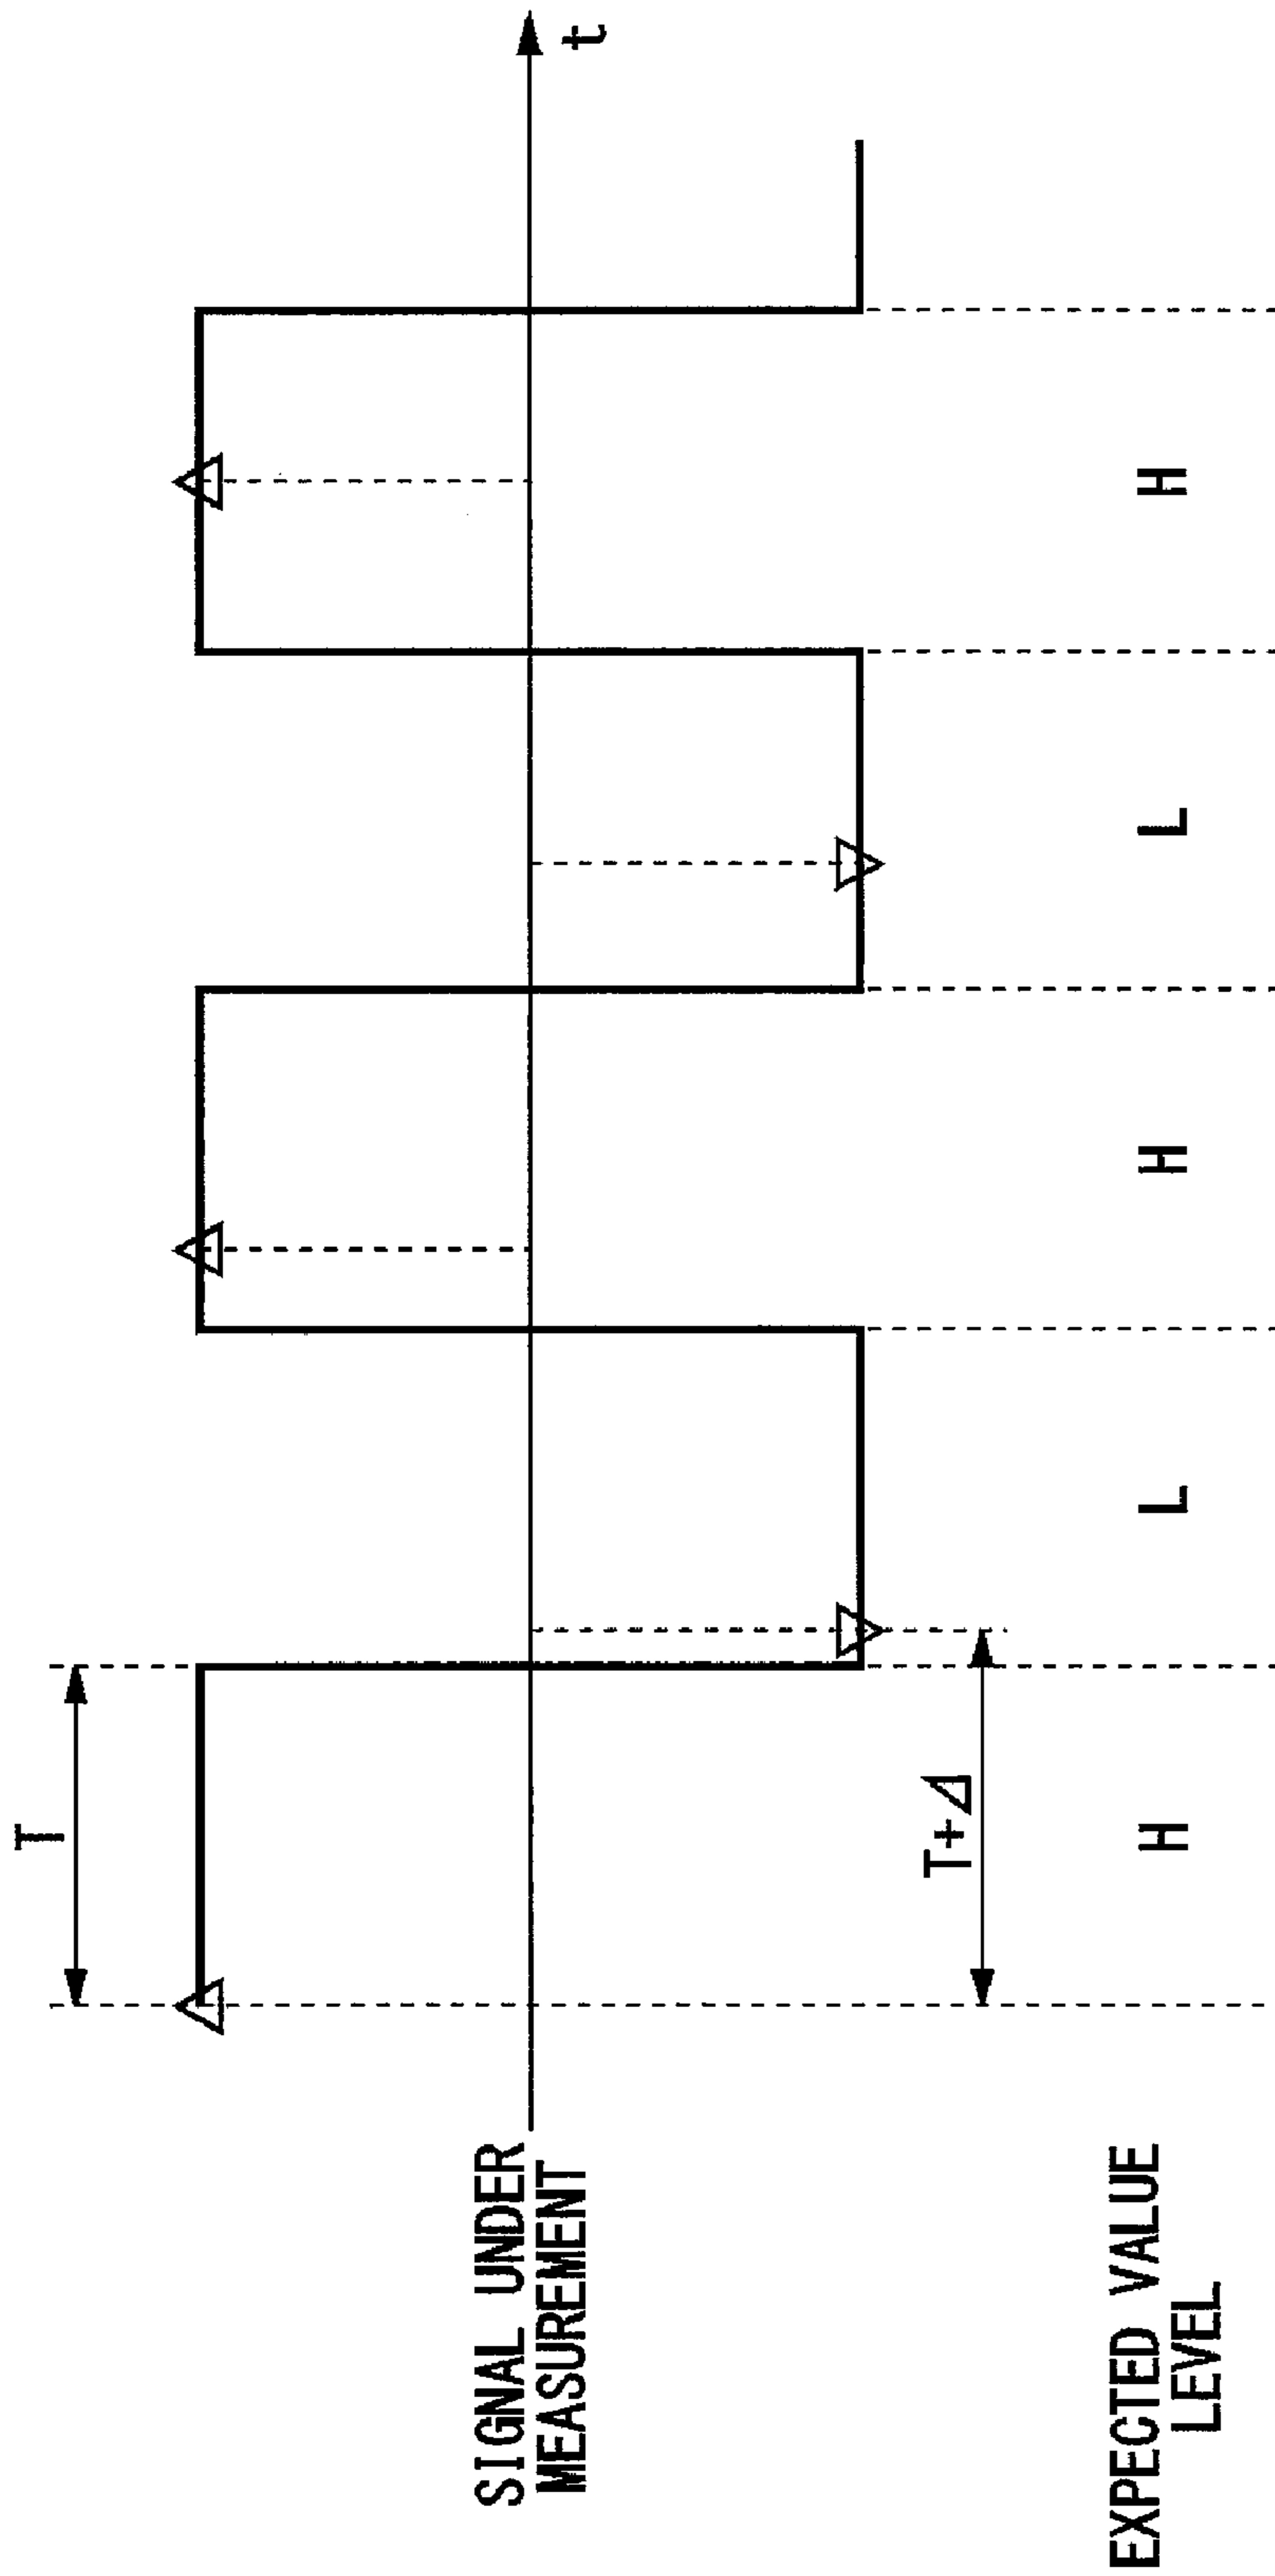 T
SIGNAL UNDER
MEASUREMENT
t
T+Δ
EXPECTED VALUE
LEVEL
H L H L H